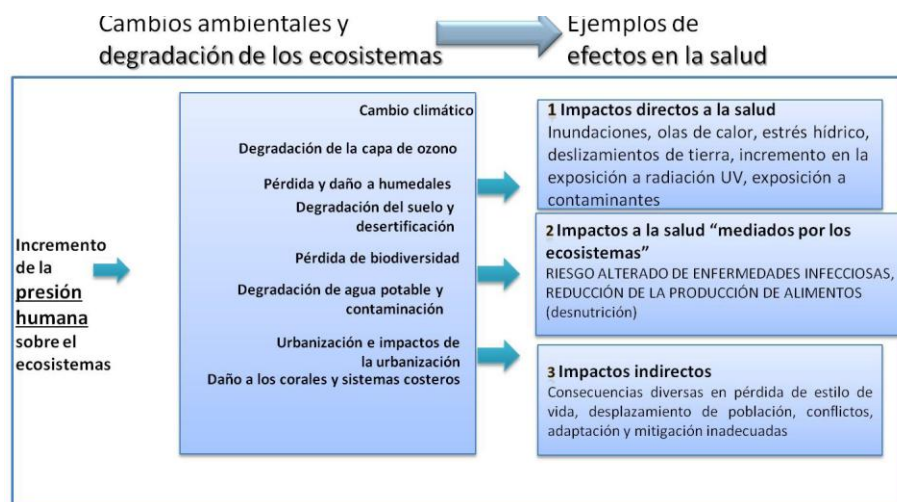 Cambios ambientales y
degradación de los ecosistemas
Ejemplos de
efectos en la salud
Incremento
de la
presión
humana
sobre el
ecosistemas
Cambio climático
Degradación de la capa de ozono
Pérdida y daño a humedales
Degradación del suelo y
desertificación
Pérdida de biodiversidad
Degradación de agua potable y
contaminación
Urbanización e impactos de
la urbanización
Daño a los corales y sistemas costeros
1 Impactos directos a la salud
Inundaciones, olas de calor, estrés hídrico,
deslizamientos de tierra, incremento en la
exposición a radiación UV, exposición a
contaminantes
2 Impactos a la salud “mediados por los
ecosistemas”
RIESGO ALTERADO DE ENFERMEDADES INFECCIOSAS,
REDUCCIÓN DE LA PRODUCCIÓN DE ALIMENTOS
(desnutrición)
3 Impactos indirectos
Consecuencias diversas en pérdida de estilo de
vida, desplazamiento de población, conflictos,
adaptación y mitigación inadecuadas